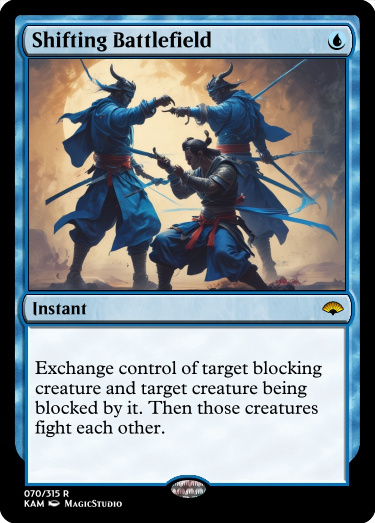 Shifting Battlefield
Instant
Exchange control of target blocking
creature and target creature being
blocked by it. Then those creatures
fight each other.
070/315 R
KAM MagicStudio